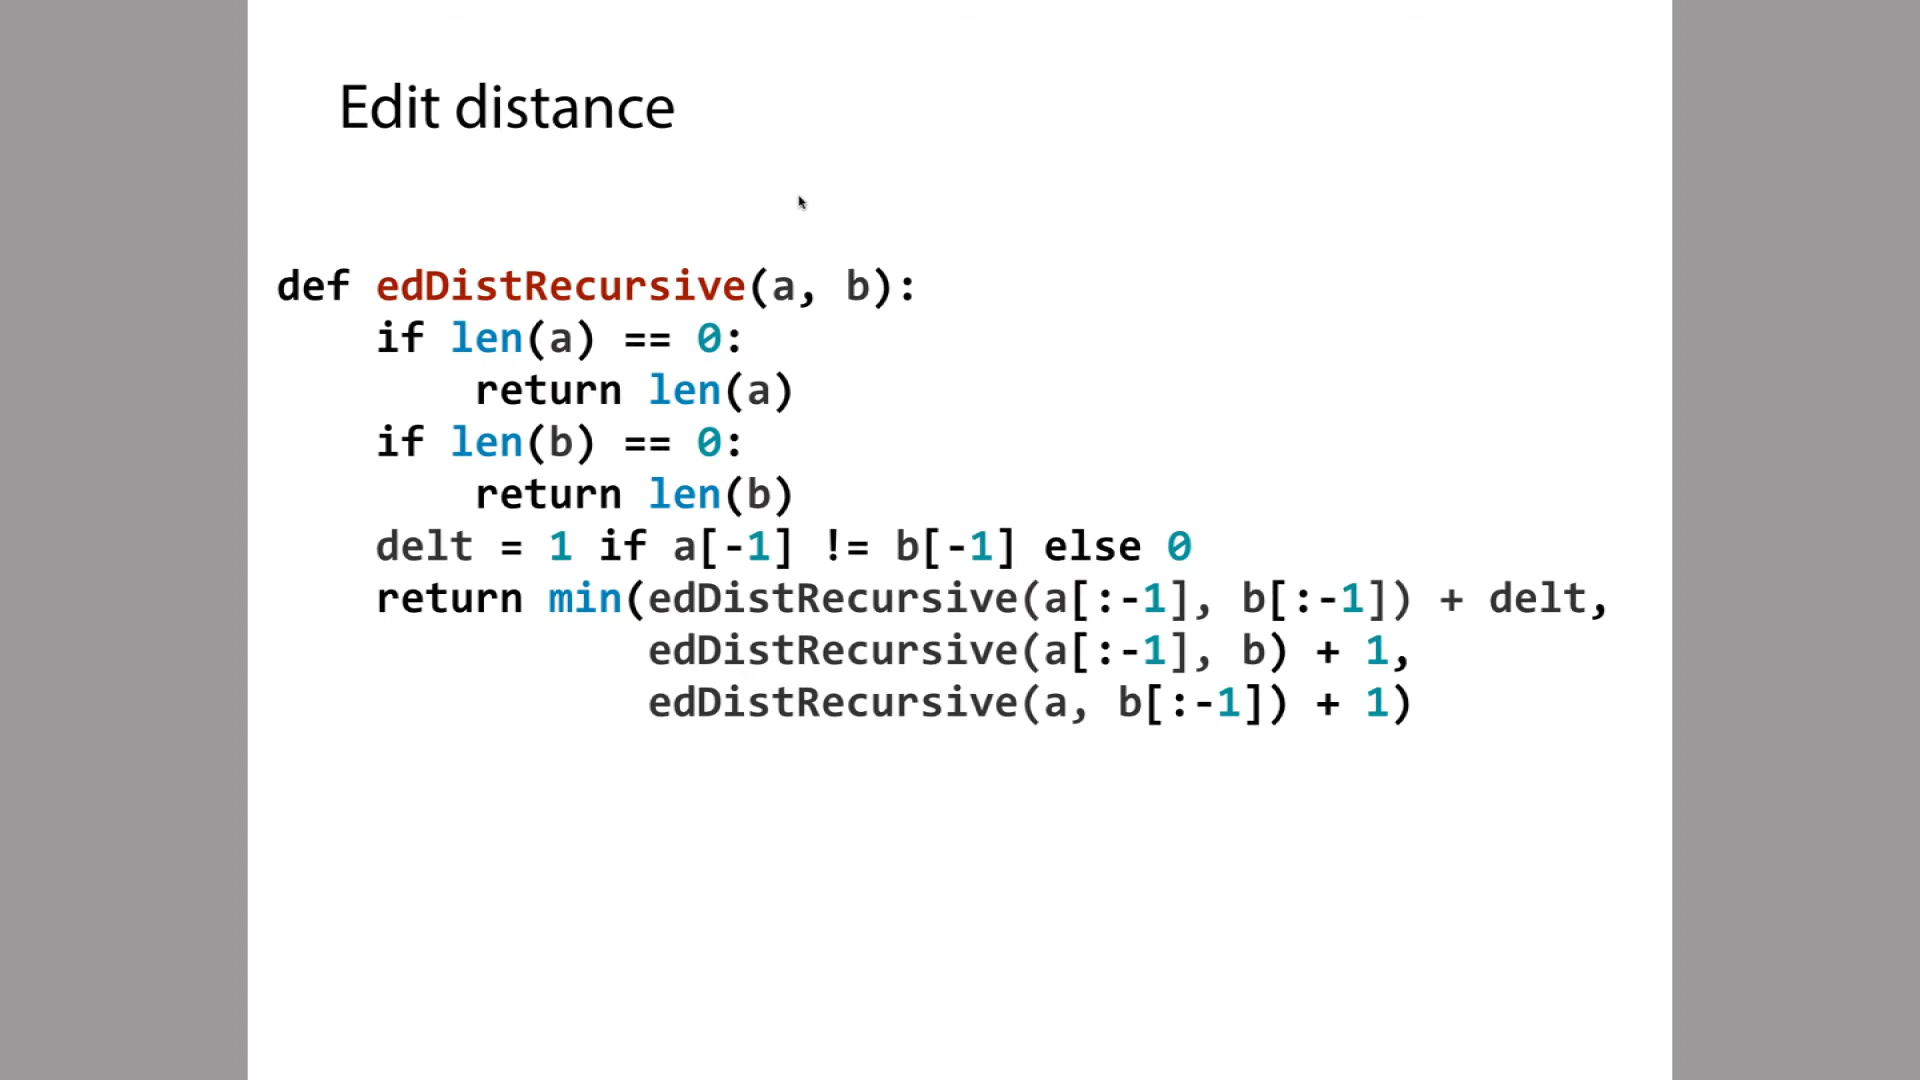 Edit distance
def edDistRecursive(a, b):
    if len(a) == 0:
        return len(a)
    if len(b) == 0:
        return len(b)
    delt = 1 if a[-1] != b[-1] else 0
    return min(edDistRecursive(a[:-1], b[:-1]) + delt,
               edDistRecursive(a[:-1], b) + 1,
               edDistRecursive(a, b[:-1]) + 1)